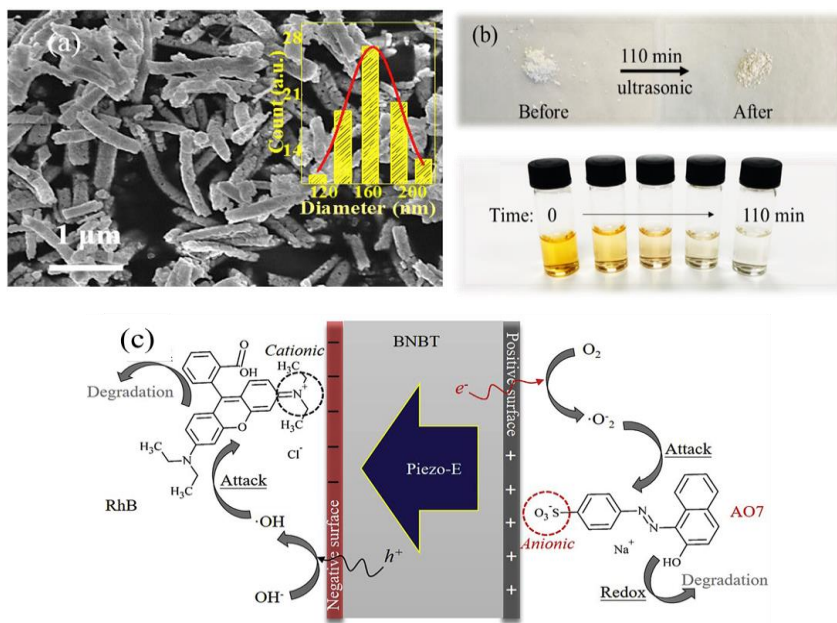 (a)
Count (a.u.)
28
21
14
120 160 200
Diameter (nm)
1 μm
(b)
110 min
ultrasonic
Before
After
Time: 0
110 min
(c)
Degradation
O
OH
Cationic
H₃C
N⁺
H₃C
O
Cl⁻
H₃C
N
H₃C
Attack
RhB
·OH
OH⁻
h⁺
Negative surface
BNBT
Piezo-E
Positive surface
+ + + + +
e⁻
O₂
·O⁻₂
Attack
O₃⁻S
Anionic
N
N
AO7
Na⁺
HO
Redox
Degradation